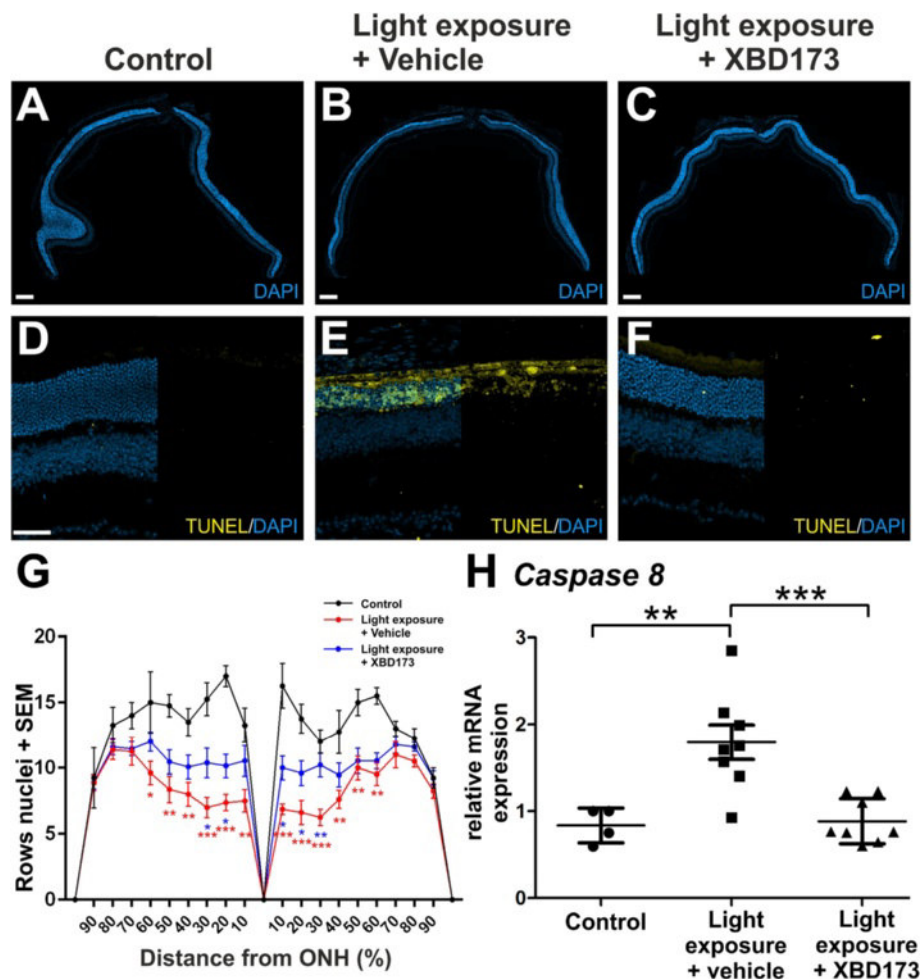 Control
Light exposure
+ Vehicle
Light exposure
+ XBD173
A
DAPI
B
DAPI
C
DAPI
D
TUNEL/DAPI
E
TUNEL/DAPI
F
TUNEL/DAPI
G
Control
Light exposure
+ Vehicle
Light exposure
+ XBD173
Rows nuclei + SEM
20
15
10
5
0
* ** ** *** *** ** *** *** *** ** ** **
* * * * **
90 80 70 60 50 40 30 20 10 10 20 30 40 50 60 70 80 90
Distance from ONH (%)
H Caspase 8
** ***
relative mRNA
expression
3
2
1
0
Control
Light
exposure
+ vehicle
Light
exposure
+ XBD173